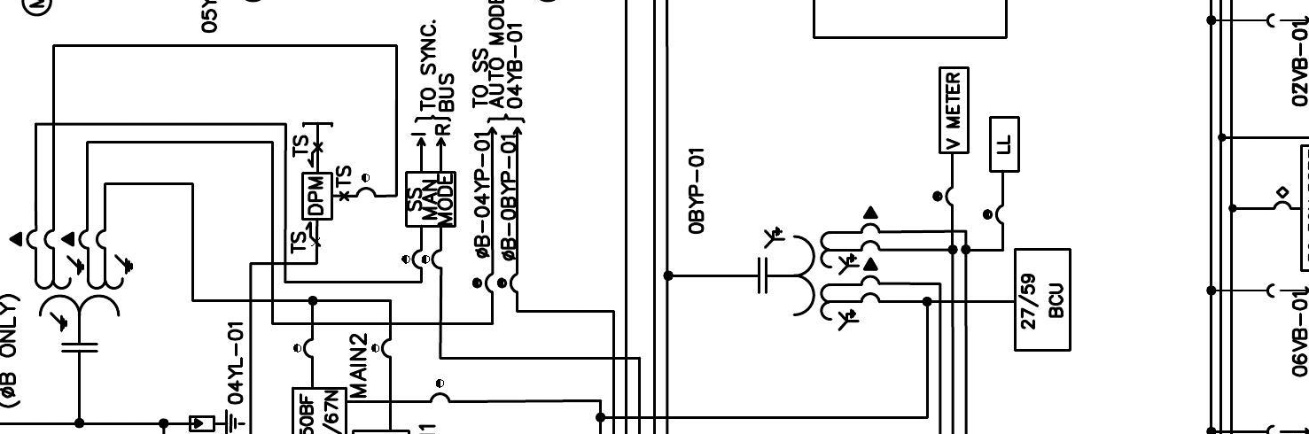 05Y
(øB ONLY)
04YL-01
TS
DPM
TS
TS
50BF
/67N
MAIN2
SS
MAN
MODE
I
R
TO SYNC.
BUS
øB-04YP-01
øB-0BYP-01
TO SS
AUTO MODE
04YB-01
0BYP-01
V METER
LL
27/59
BCU
02VB-01
06VB-01